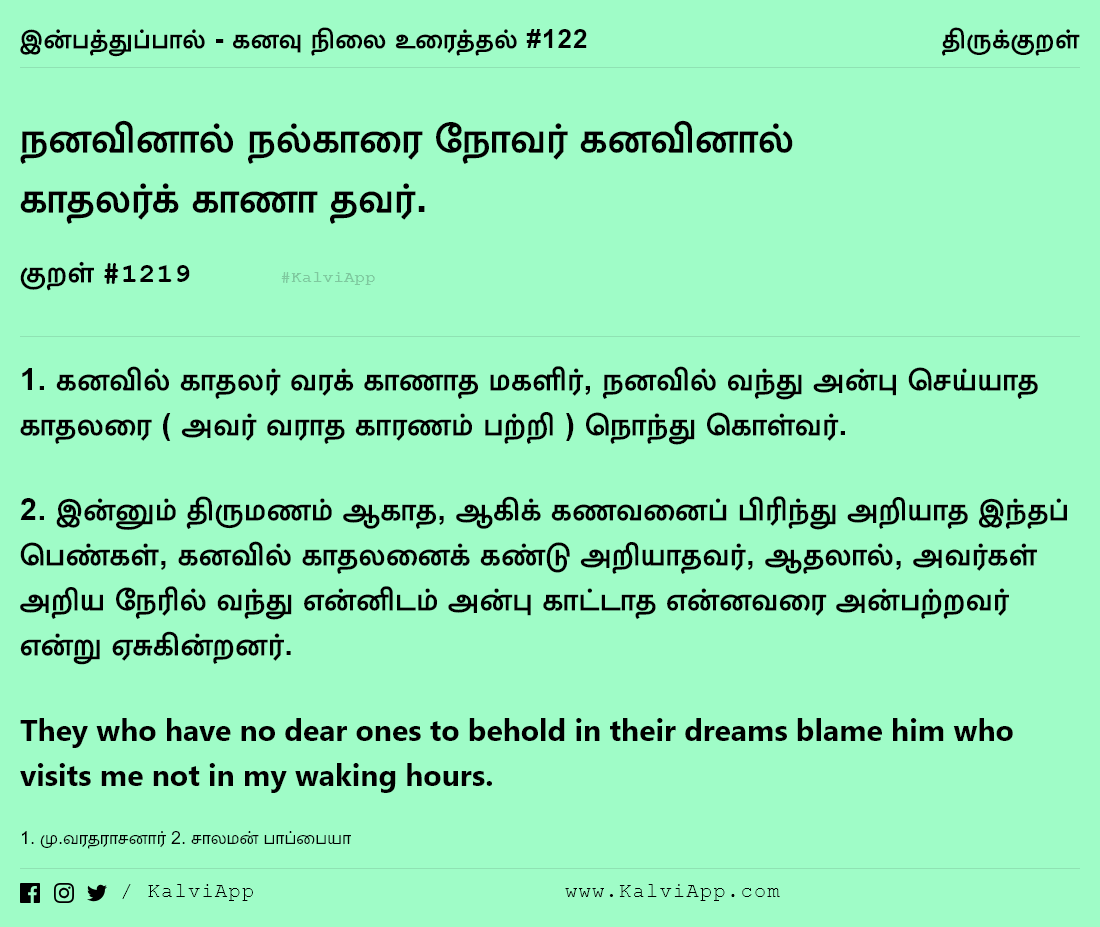 இன்பத்துப்பால் - கனவு நிலை உரைத்தல் #122 திருக்குறள்
நனவினால் நல்காரை நோவர் கனவினால்
காதலர்க் காணா தவர்.
குறள் #1219 #KalviApp
1. கனவில் காதலர் வரக் காணாத மகளிர், நனவில் வந்து அன்பு செய்யாத
காதலரை ( அவர் வராத காரணம் பற்றி ) நொந்து கொள்வர்.
2. இன்னும் திருமணம் ஆகாத, ஆகிக் கணவனைப் பிரிந்து அறியாத இந்தப்
பெண்கள், கனவில் காதலனைக் கண்டு அறியாதவர், ஆதலால், அவர்கள்
அறிய நேரில் வந்து என்னிடம் அன்பு காட்டாத என்னவரை அன்பற்றவர்
என்று ஏசுகின்றனர்.
They who have no dear ones to behold in their dreams blame him who
visits me not in my waking hours.
1. மு.வரதராசனார் 2. சாலமன் பாப்பையா
/ KalviApp www.KalviApp.com